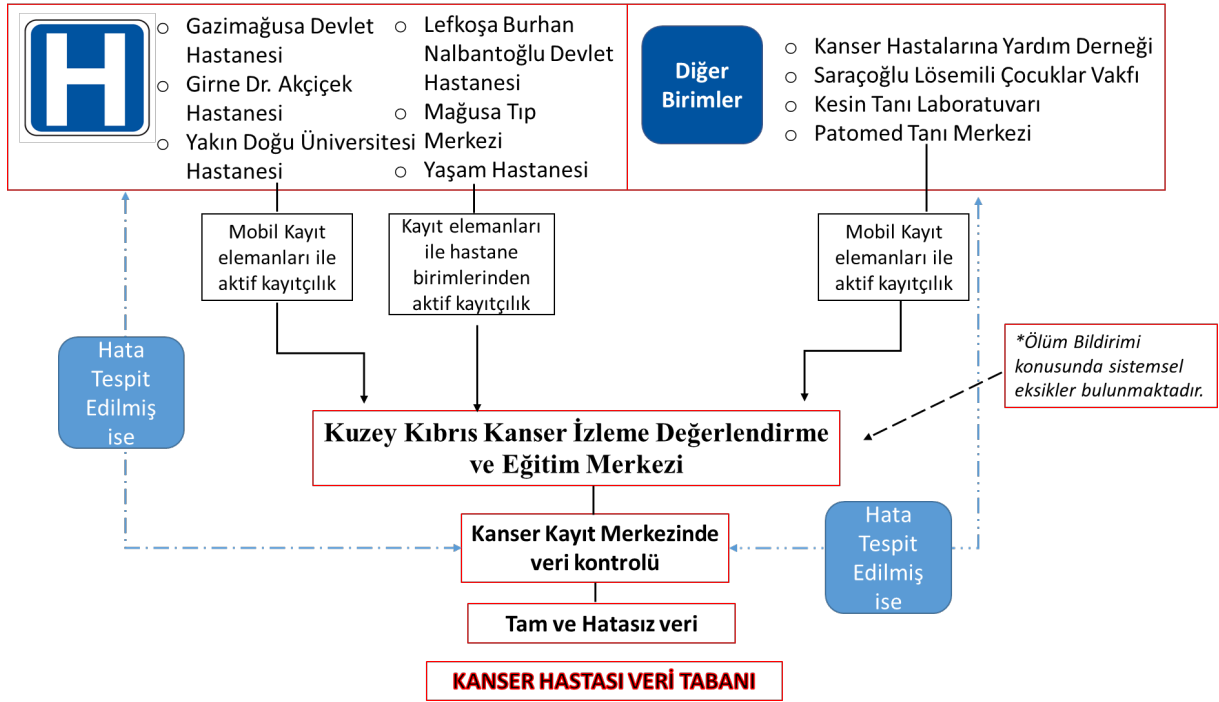 H
Gazimağusa Devlet
Hastanesi
Girne Dr. Akçiçek
Hastanesi
Yakın Doğu Üniversitesi
Hastanesi
Lefkoşa Burhan
Nalbantoğlu Devlet
Hastanesi
Mağusa Tıp
Merkezi
Yaşam Hastanesi
Diğer
Birimler
Kanser Hastalarına Yardım Derneği
Saraçoğlu Lösemili Çocuklar Vakfı
Kesin Tanı Laboratuvarı
Patomed Tanı Merkezi
Mobil Kayıt
elemanları ile
aktif kayıtçılık
Kayıt elemanları
ile hastane
birimlerinden
aktif kayıtçılık
Mobil Kayıt
elemanları ile
aktif kayıtçılık
Hata
Tespit
Edilmiş
ise
*Ölüm Bildirimi
konusunda sistemsel
eksikler bulunmaktadır.
Kuzey Kıbrıs Kanser İzleme Değerlendirme
ve Eğitim Merkezi
Kanser Kayıt Merkezinde
veri kontrolü
Hata
Tespit
Edilmiş
ise
Tam ve Hatasız veri
KANSER HASTASI VERİ TABANI